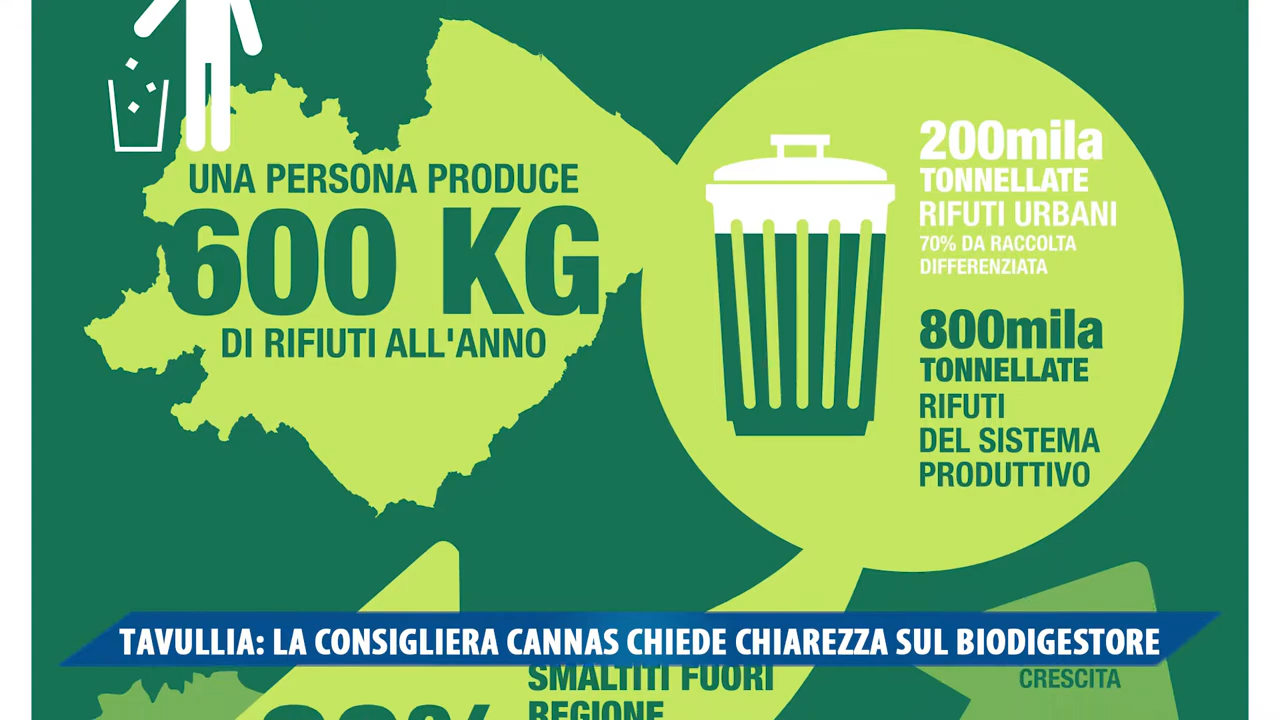 UNA PERSONA PRODUCE
600 KG
DI RIFIUTI ALL'ANNO
200mila
TONNELLATE
RIFIUTI URBANI
70% DA RACCOLTA
DIFFERENZIATA
800mila
TONNELLATE
RIFIUTI
DEL SISTEMA
PRODUTTIVO
TAVULLIA: LA CONSIGLIERA CANNAS CHIEDE CHIAREZZA SUL BIODIGESTORE
SMALTITI FUORI
REGIONE
CRESCITA